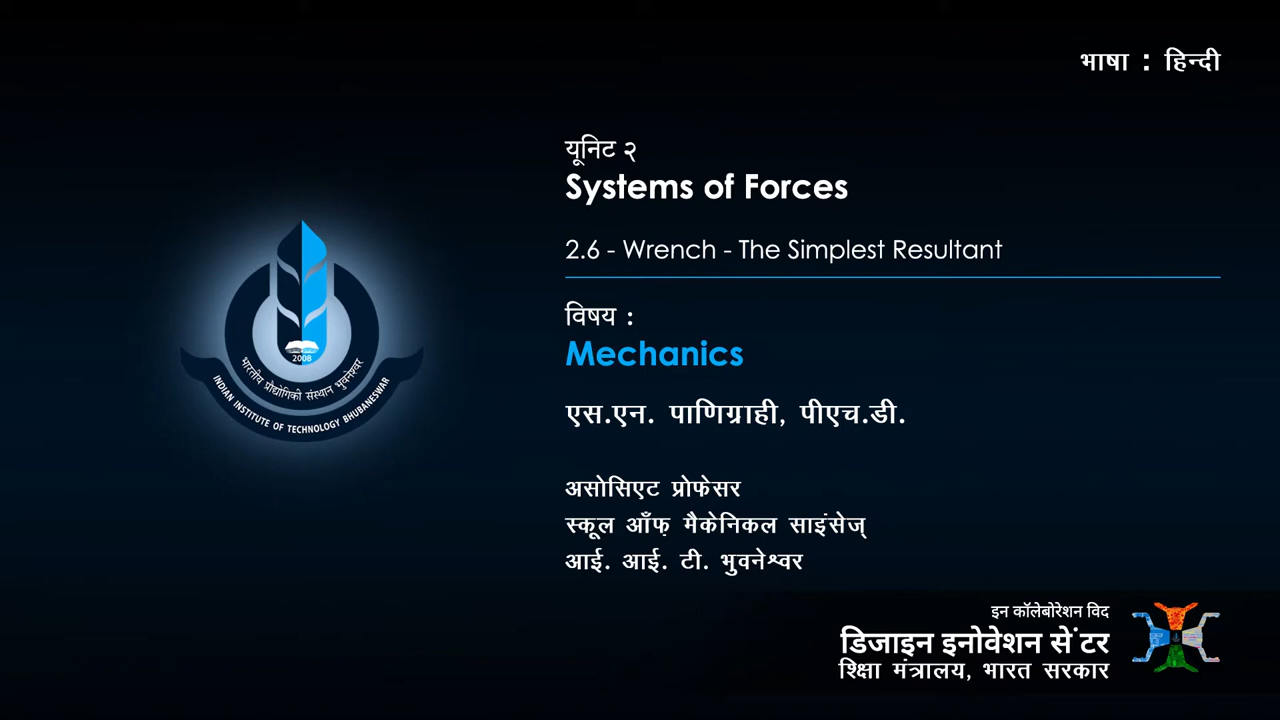 भाषा : हिन्दी
यूनिट २
Systems of Forces
2.6 - Wrench - The Simplest Resultant
विषय :
Mechanics
एस.एन. पाणिग्राही, पीएच.डी.
असोसिएट प्रोफेसर
स्कूल ऑफ़ मैकेनिकल साइंसेज्
आई. आई. टी. भुवनेश्वर
2008
भारतीय प्रौद्योगिकी संस्थान भुवनेश्वर
INDIAN INSTITUTE OF TECHNOLOGY BHUBANESWAR
इन कॉलेबोरेशन विद
डिजाइन इनोवेशन सेंटर
शिक्षा मंत्रालय, भारत सरकार